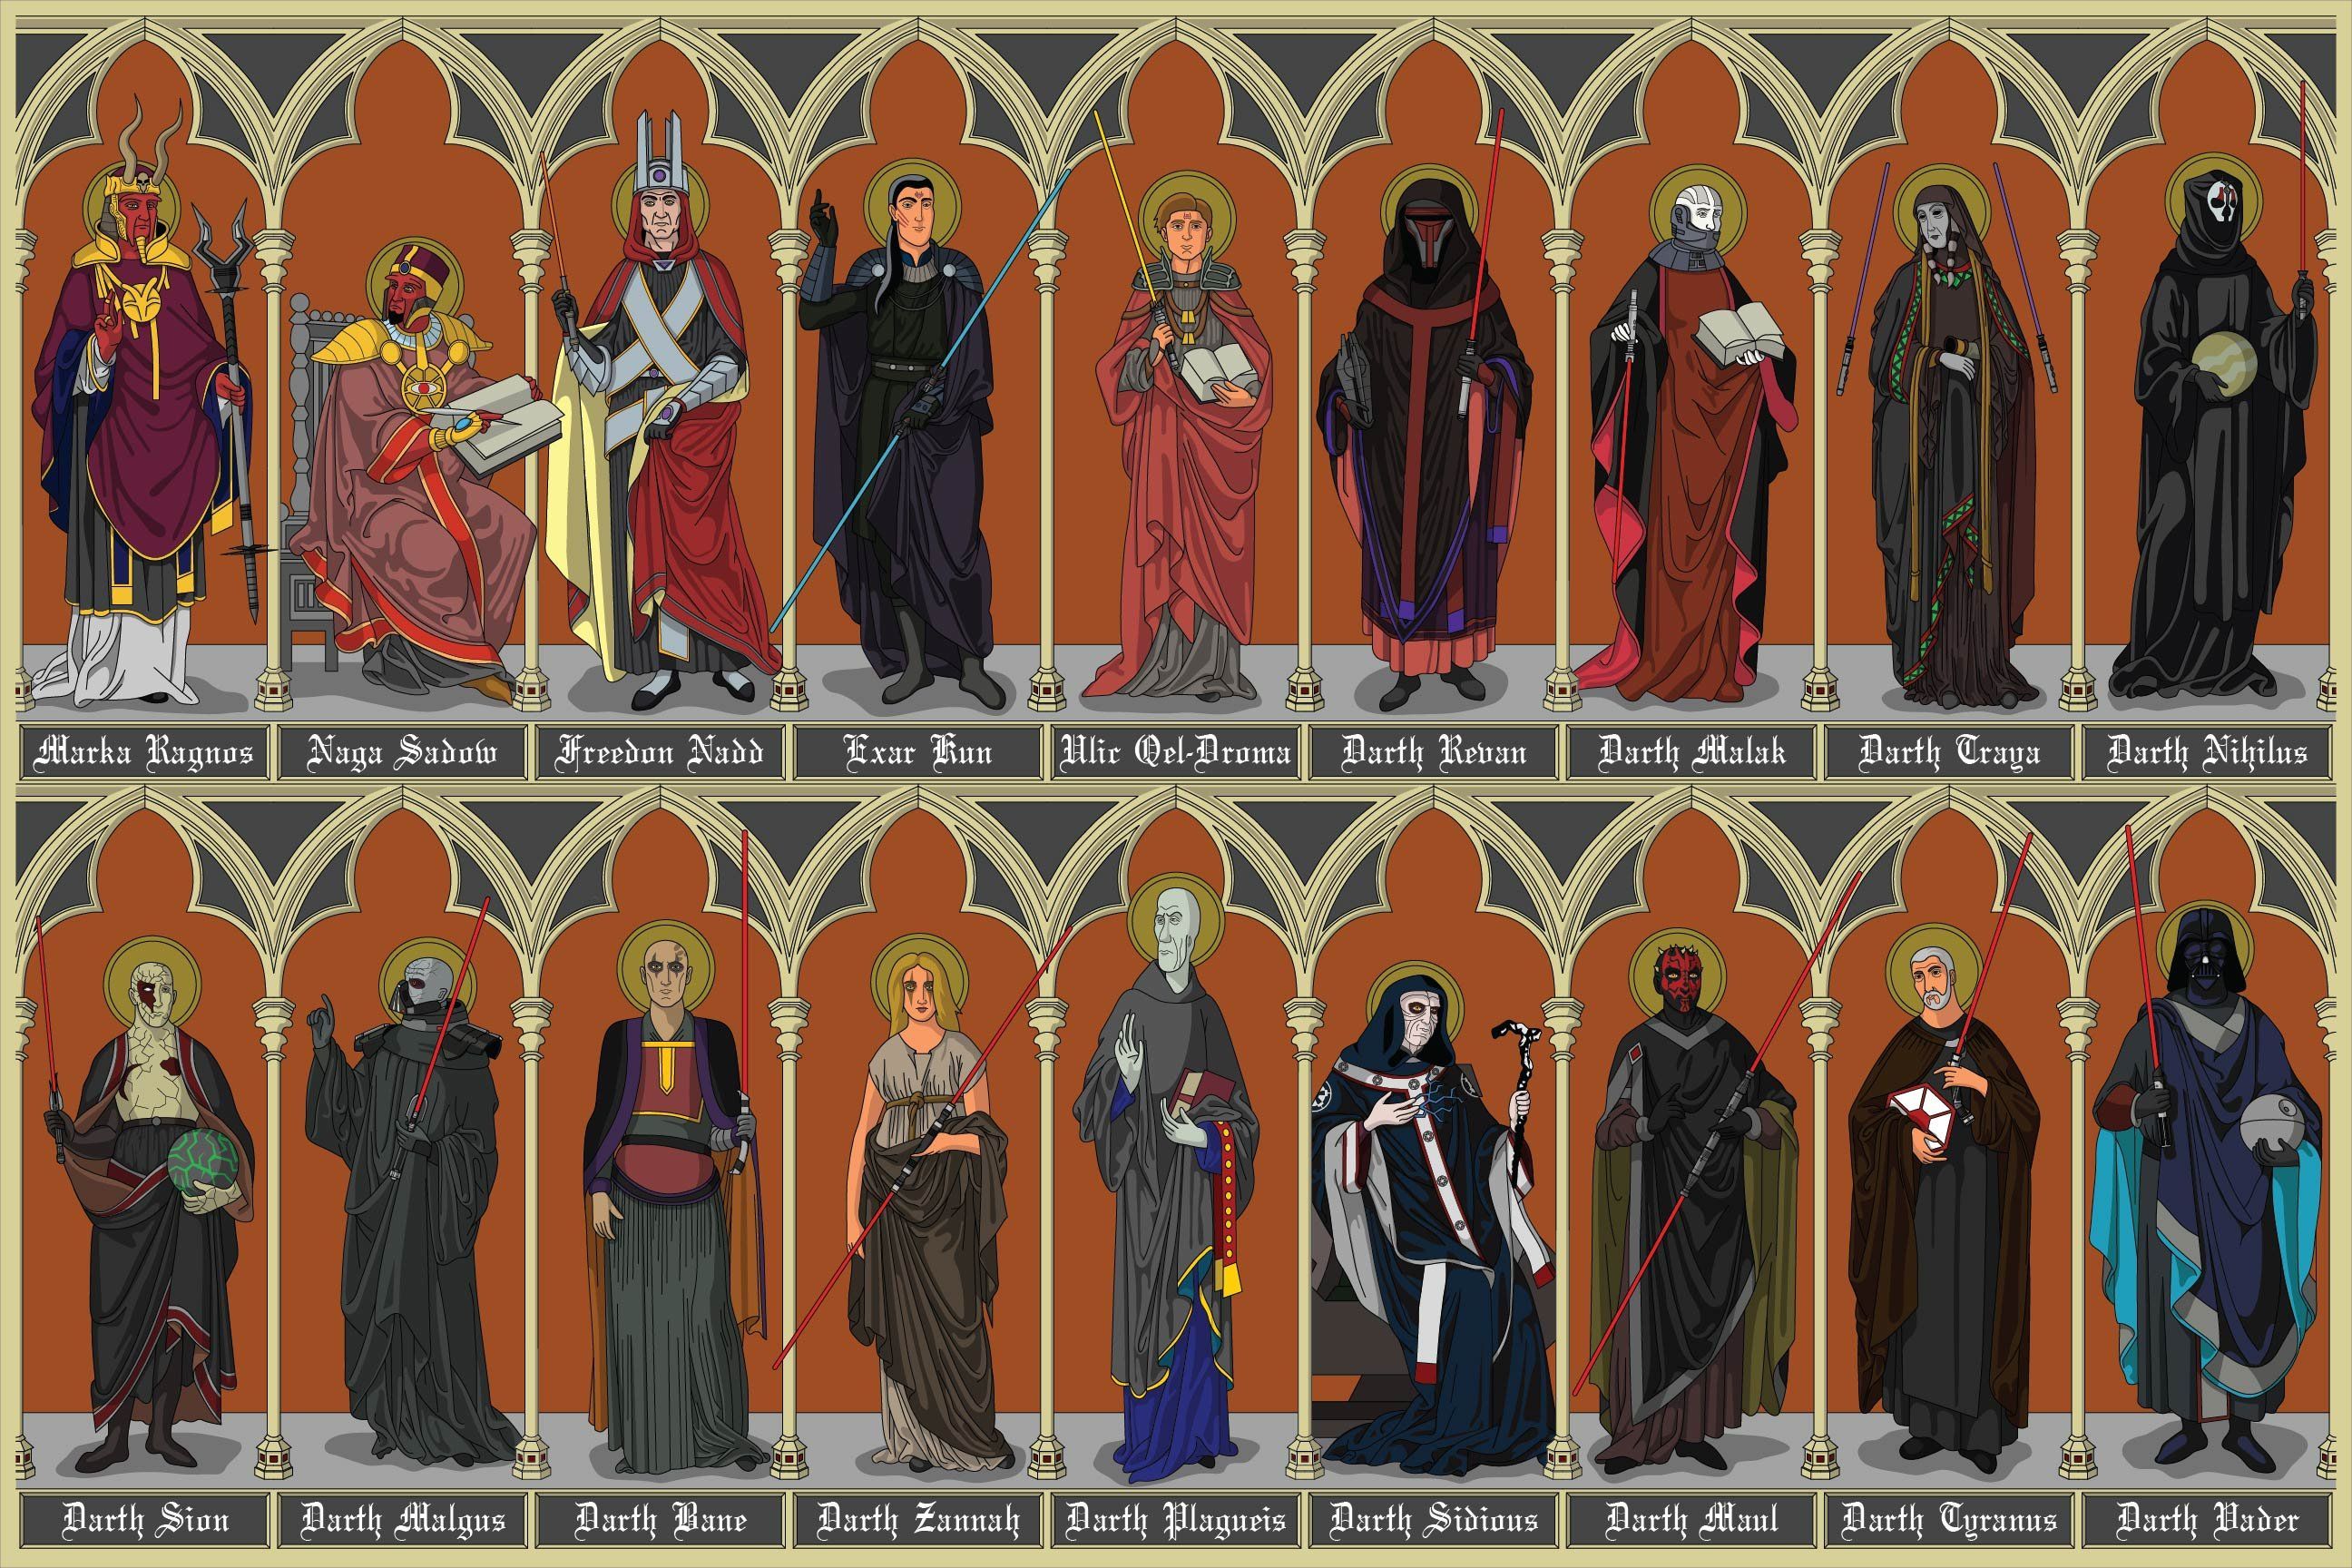 Marka Ragnos
Naga Sadow
Freedon Nadd
Exar Kun
Ulic Qel-Droma
Darth Revan
Darth Malak
Darth Traya
Darth Nihilus
Darth Sion
Darth Malgus
Darth Bane
Darth Zannah
Darth Plagueis
Darth Sidious
Darth Maul
Darth Tyranus
Darth Vader